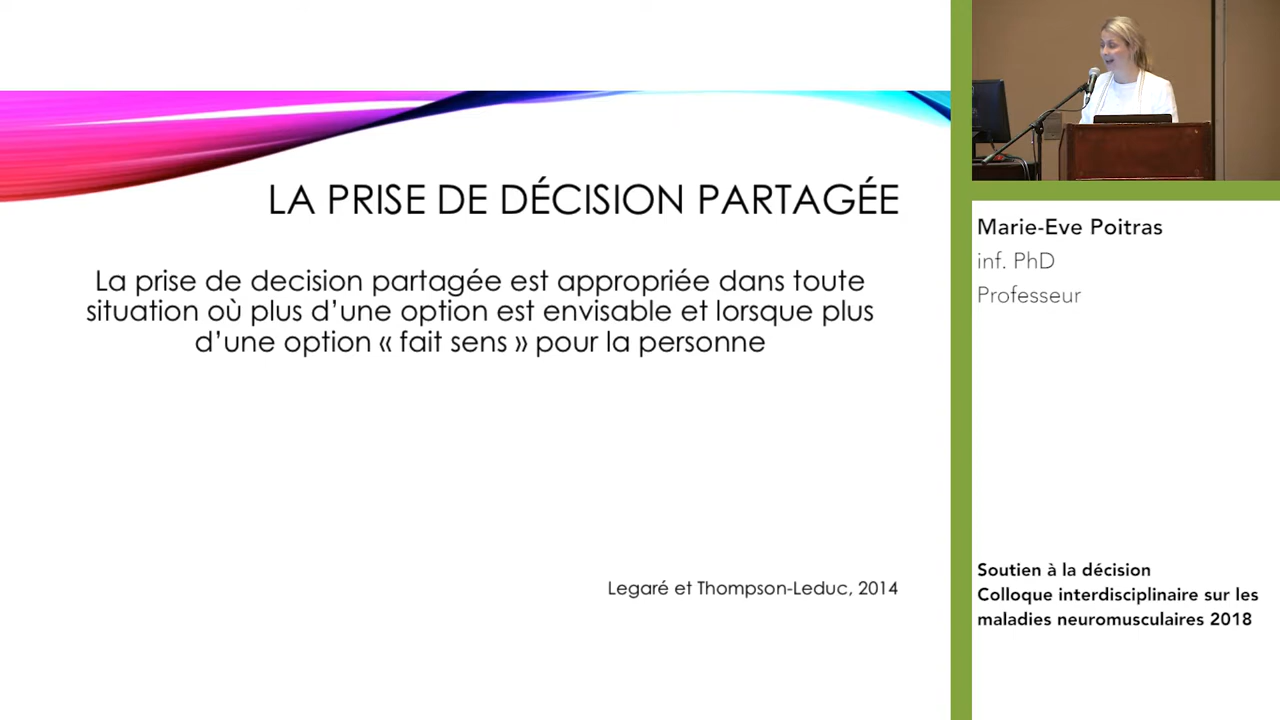 LA PRISE DE DÉCISION PARTAGÉE
La prise de decision partagée est appropriée dans toute
situation où plus d'une option est envisable et lorsque plus
d'une option « fait sens » pour la personne
Legaré et Thompson-Leduc, 2014
Marie-Eve Poitras
inf. PhD
Professeur
Soutien à la décision
Colloque interdisciplinaire sur les
maladies neuromusculaires 2018